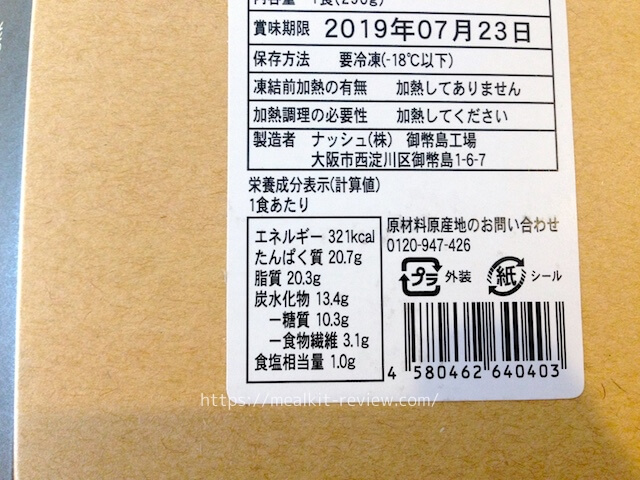 内容量 1食(290g)
賞味期限 2019年07月23日
保存方法 要冷凍(-18℃以下)
凍結前加熱の有無 加熱してありません
加熱調理の必要性 加熱してください
製造者 ナッシュ(株) 御幣島工場
大阪市西淀川区御幣島1-6-7
栄養成分表示(計算値)
1食あたり
エネルギー 321kcal
たんぱく質 20.7g
脂質 20.3g
炭水化物 13.4g
ー糖質 10.3g
ー食物繊維 3.1g
食塩相当量 1.0g
原材料原産地のお問い合わせ
0120-947-426
プラ 外装 紙 シール
4 580462 640403
https://mealkit-review.com/